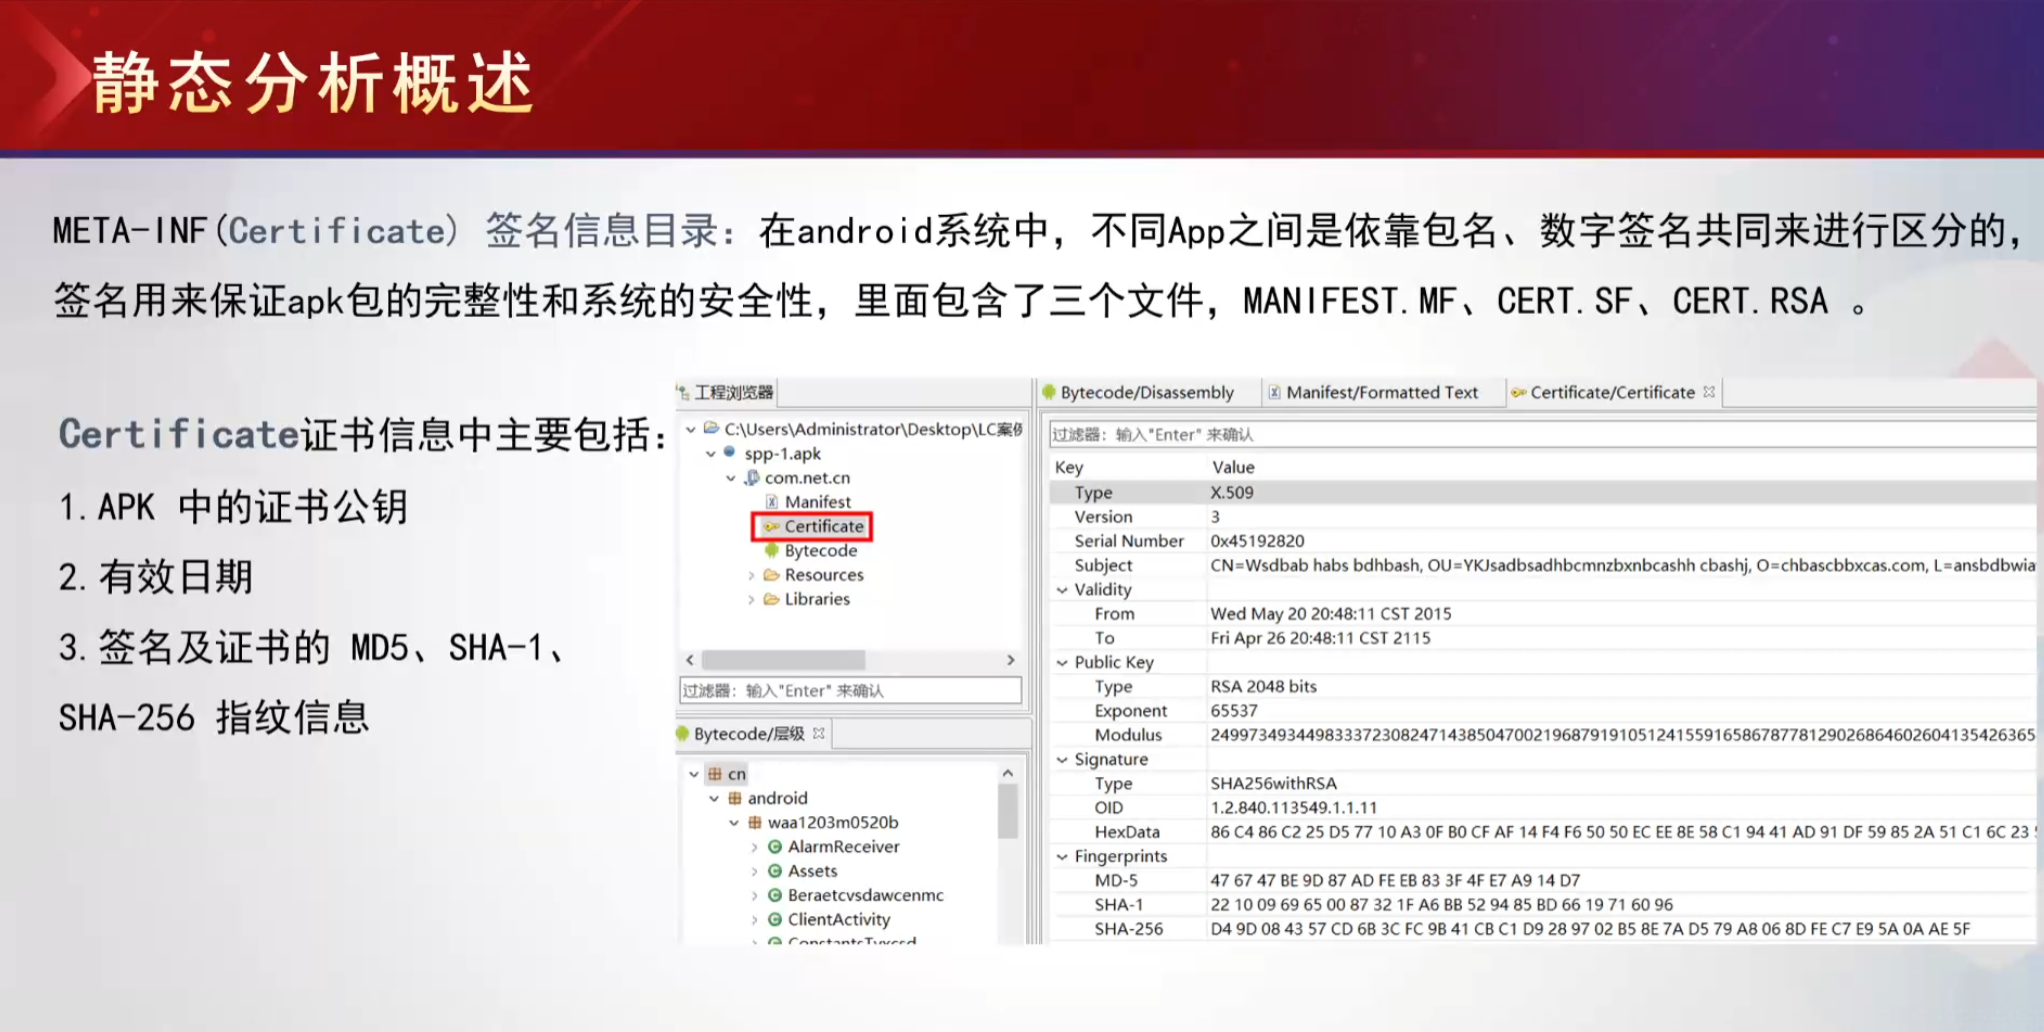 静态分析概述
META-INF(Certificate) 签名信息目录：在android系统中，不同App之间是依靠包名、数字签名共同来进行区分的，
签名用来保证apk包的完整性和系统的安全性，里面包含了三个文件，MANIFEST.MF、CERT.SF、CERT.RSA 。
Certificate证书信息中主要包括：
1.APK 中的证书公钥
2.有效日期
3.签名及证书的 MD5、SHA-1、
SHA-256 指纹信息
工程浏览器
C:\Users\Administrator\Desktop\LC案例
spp-1.apk
com.net.cn
Manifest
Certificate
Bytecode
Resources
Libraries
过滤器：输入"Enter" 来确认
Bytecode/层级
cn
android
waa1203m0520b
AlarmReceiver
Assets
Beraetcvsdawcenmc
ClientActivity
Bytecode/Disassembly Manifest/Formatted Text Certificate/Certificate
过滤器：输入"Enter" 来确认
Key Value
Type X.509
Version 3
Serial Number 0x45192820
Subject CN=Wsdbab habs bdhbash, OU=YKJsadbsadhbcmnzbxnbcashh cbashj, O=chbascbbxcas.com, L=ansbdbwia
Validity
From Wed May 20 20:48:11 CST 2015
To Fri Apr 26 20:48:11 CST 2115
Public Key
Type RSA 2048 bits
Exponent 65537
Modulus 24997349344983337230824714385047002196879191051241559165867877812902686460260413542636​5
Signature
Type SHA256withRSA
OID 1.2.840.113549.1.1.11
HexData 86 C4 86 C2 25 D5 77 10 A3 0F B0 CF AF 14 F4 F6 50 50 EC EE 8E 58 C1 94 41 AD 91 DF 59 85 2A 51 C1 6C 23
Fingerprints
MD-5 47 67 47 BE 9D 87 AD FE EB 83 3F 4F E7 A9 14 D7
SHA-1 22 10 09 69 65 00 87 32 1F A6 BB 52 94 85 BD 66 19 71 60 96
SHA-256 D4 9D 08 43 57 CD 6B 3C FC 9B 41 CB C1 D9 28 97 02 B5 8E 7A D5 79 A8 06 8D FE C7 E9 5A 0A AE 5F